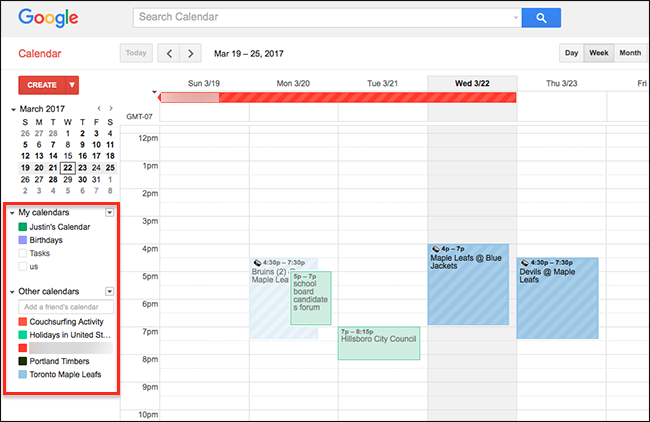 Google
Search Calendar
Calendar
Today
Mar 19 – 25, 2017
Day
Week
Month
CREATE
March 2017
S M T W T F S
26 27 28 1 2 3 4
5 6 7 8 9 10 11
12 13 14 15 16 17 18
19 20 21 22 23 24 25
26 27 28 29 30 31 1
2 3 4 5 6 7 8
My calendars
Justin's Calendar
Birthdays
Tasks
us
Other calendars
Add a friend's calendar
Couchsurfing Activity
Holidays in United St...
Portland Timbers
Toronto Maple Leafs
Sun 3/19
Mon 3/20
Tue 3/21
Wed 3/22
Thu 3/23
Fri
GMT-07
12pm
1pm
2pm
3pm
4pm
5pm
6pm
7pm
8pm
9pm
10pm
4:30p – 7:30p
Bruins (2) @
Maple Lea
5p – 7p
school
board
candidate
s forum
7p – 8:15p
Hillsboro City Council
4p – 7p
Maple Leafs @ Blue
Jackets
4:30p – 7:30p
Devils @ Maple
Leafs